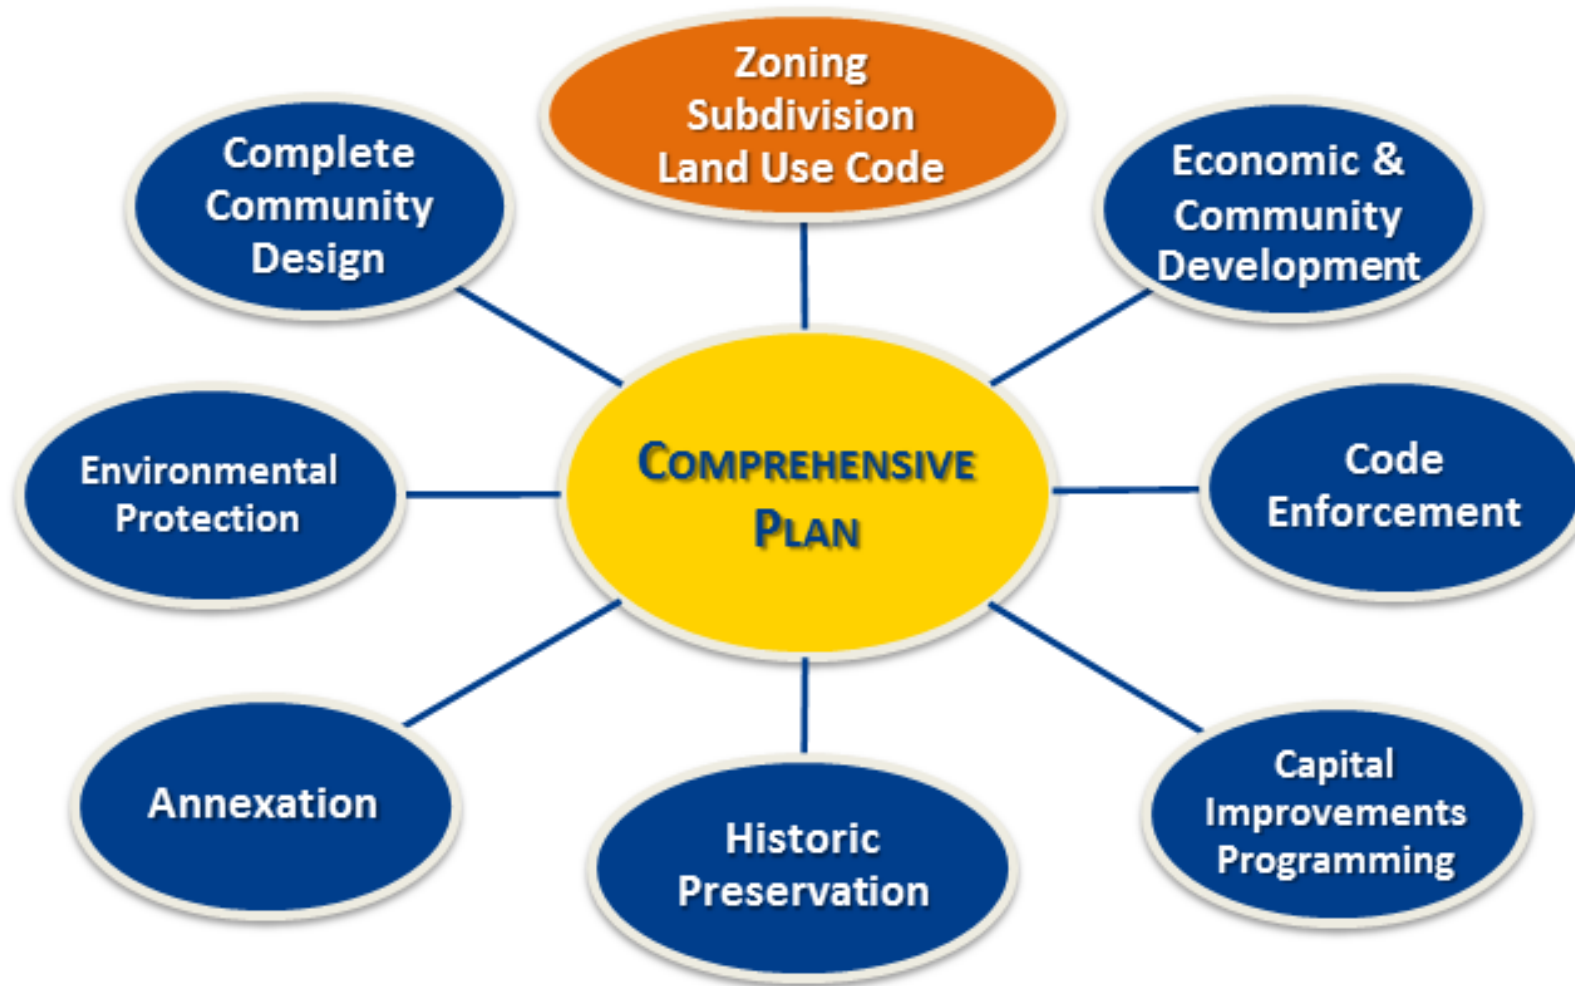 Zoning
Subdivision
Land Use Code
Complete
Community
Design
Economic &
Community
Development
Environmental
Protection
COMPREHENSIVE
PLAN
Code
Enforcement
Annexation
Historic
Preservation
Capital
Improvements
Programming